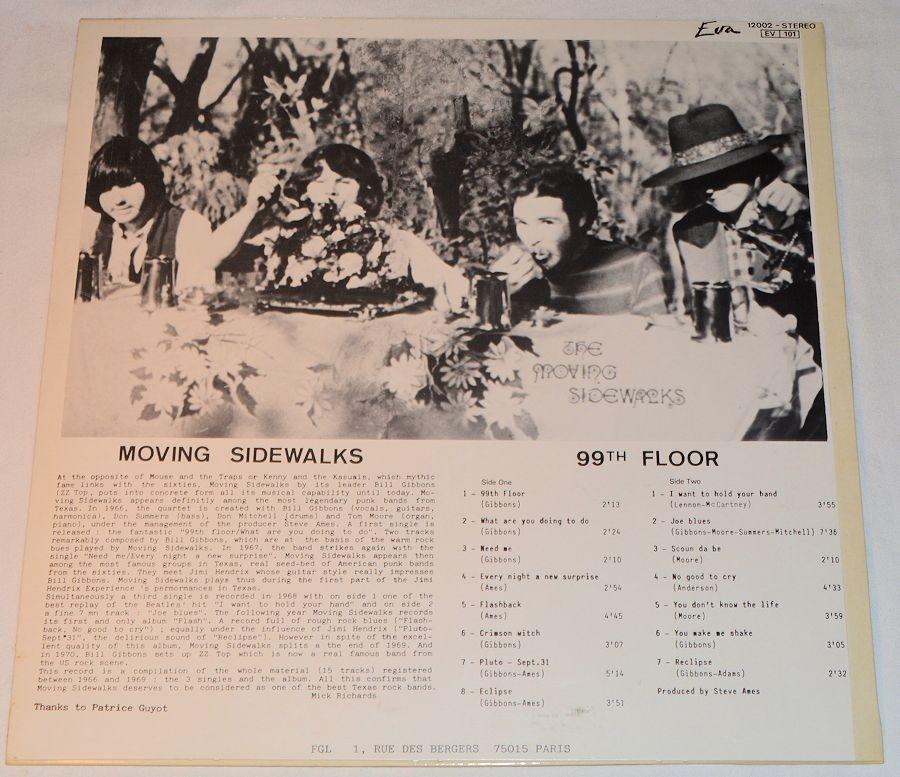 Eva 12002 - STEREO
EV 101
THE
MOVING
SIDEWALKS
MOVING SIDEWALKS
At the opposite of Mouse and the Traps or Kenny and the Kasuals, which mythic
fame links with the sixties, Moving Sidewalks by its leader Bill Gibbons
(ZZ Top, puts into concrete form all its musical capability until today. Mo-
ving Sidewalks appears definitly among the most legendary punk bands from
Texas. In 1966, the quartet is created with Bill Gibbons (vocals, guitars,
harmonica), Don Summers (bass), Don Mitchell (drums) and Tom Moore (organ,
piano), under the management of the producer Steve Ames. A first single is
released : the fantastic "99th floor/What are you doing to do". Two tracks
remarkably composed by Bill Gibbons, which are at the basis of the warm rock
bues played by Moving Sidewalks. In 1967, the band strikes again with the
single "Need me/Every night a new surprise". Moving Sidewalks appears then
among the most famous groups in Texas, real seed-bed of American punk bands
from the sixties. They meet Jimi Hendrix whose guitar style really impresses
Bill Gibbons. Moving Sidewalks plays thus during the first part of the Jimi
Hendrix Experience 's permormances in Texas.
Simultaneously a third single is recorded in 1968 with on side 1 one of the
best replay of the Beatles' hit "I want to hold your hand" and on side 2
a fine 7 mn track : "Joe blues". The following year Moving Sidewalks records
its first and only album "Flash". A record full of rough rock blues ("Flash-
back, No good to cry") ; equally under the influence of Jimi Hendrix ("Pluto-
Sept.31", the delirious sound of "Reclipse"). However in spite of the excel-
lent quality of this album, Moving Sidewalks splits a the end of 1969. And
in 1970, Bill Gibbons sets up ZZ Top which is now a real famous band from
the US rock scene.
This record is a compilation of the whole material (15 tracks) registered
between 1966 and 1969 : the 3 singles and the album. All this confirms that
Moving Sidewalks deserves to be considered as one of the best Texas rock bands.
Mick Richards
Thanks to Patrice Guyot
99TH FLOOR
Side One
1 - 99th Floor
(Gibbons) 2'13
2 - What are you doing to do
(Gibbons) 2'24
3 - Need me
(Gibbons) 2'10
4 - Every night a new surprise
(Ames) 2'54
5 - Flashback
(Ames) 4'45
6 - Crimson witch
(Gibbons) 3'07
7 - Pluto - Sept.31
(Gibbons-Ames) 5'14
8 - Eclipse
(Gibbons-Ames) 3'51
Side Two
1 - I want to hold your hand
(Lennon-McCartney) 3'55
2 - Joe blues
(Gibbons-Moore-Summers-Mitchell) 7'36
3 - Scoun da be
(Moore) 2'10
4 - No good to cry
(Anderson) 4'33
5 - You don't know the life
(Moore) 3'59
6 - You make me shake
(Gibbons) 3'05
7 - Reclipse
(Gibbons-Adams) 2'32
Produced by Steve Ames
FGL 1, RUE DES BERGERS 75015 PARIS